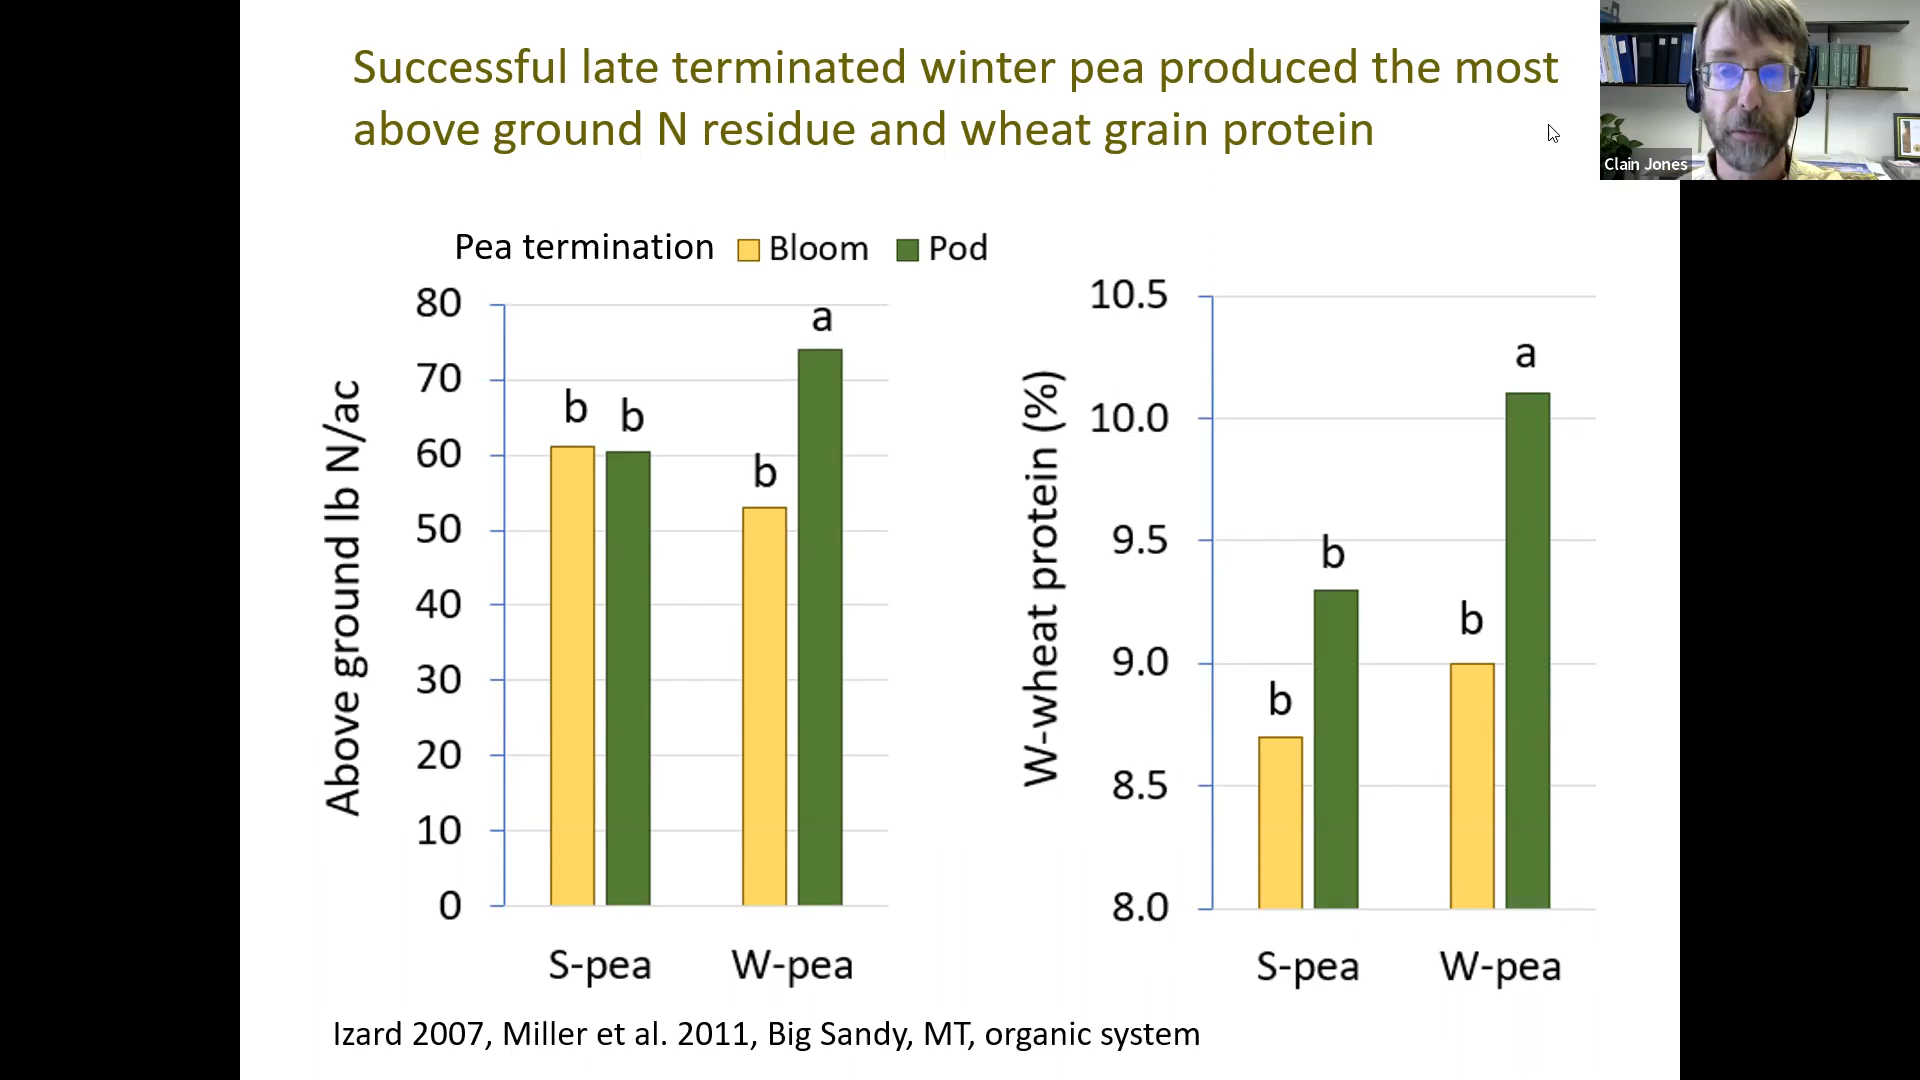 Successful late terminated winter pea produced the most
above ground N residue and wheat grain protein
Clain Jones
Pea termination Bloom Pod
Above ground lb N/ac
80
70
60
50
40
30
20
10
0
b b b a
S-pea W-pea
W-wheat protein (%)
10.5
10.0
9.5
9.0
8.5
8.0
b b b a
S-pea W-pea
Izard 2007, Miller et al. 2011, Big Sandy, MT, organic system